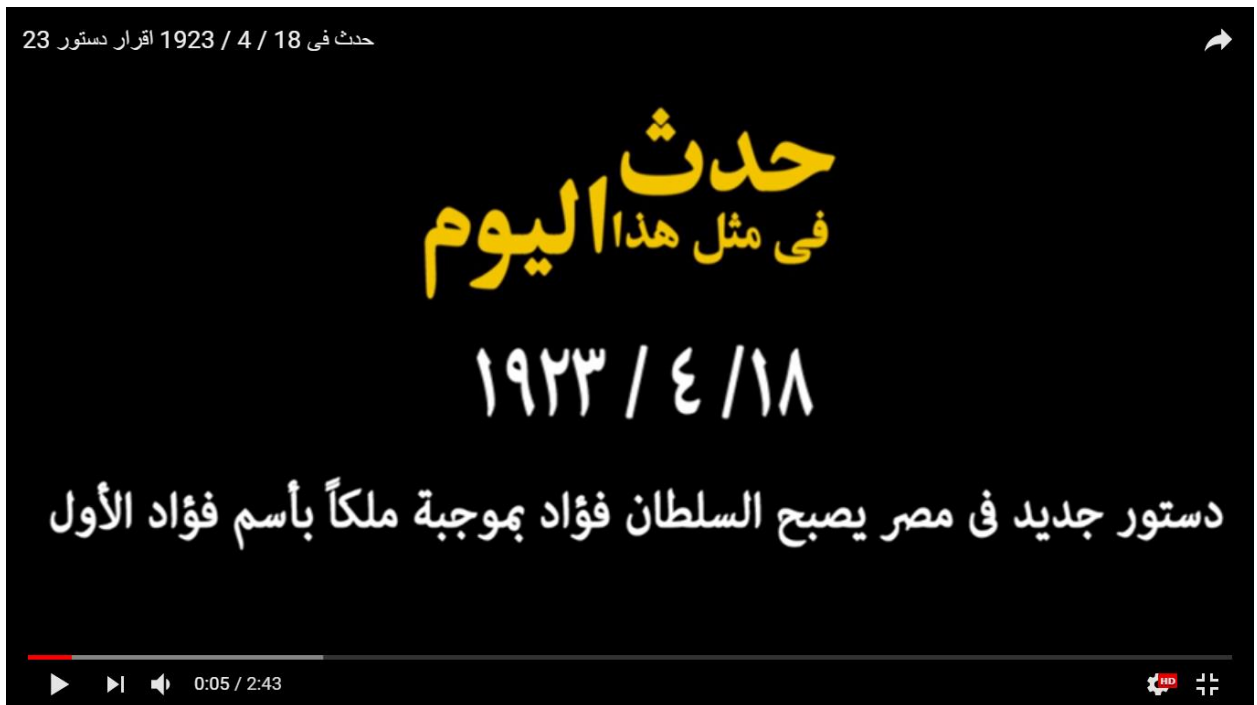 حدث فى 18 / 4 / 1923 اقرار دستور 23
حدث
فى مثل هذا اليوم
١٨/ ٤ / ١٩٢٣
دستور جديد فى مصر يصبح السلطان فؤاد بموجبة ملكاً بأسم فؤاد الأول
0:05 / 2:43
HD